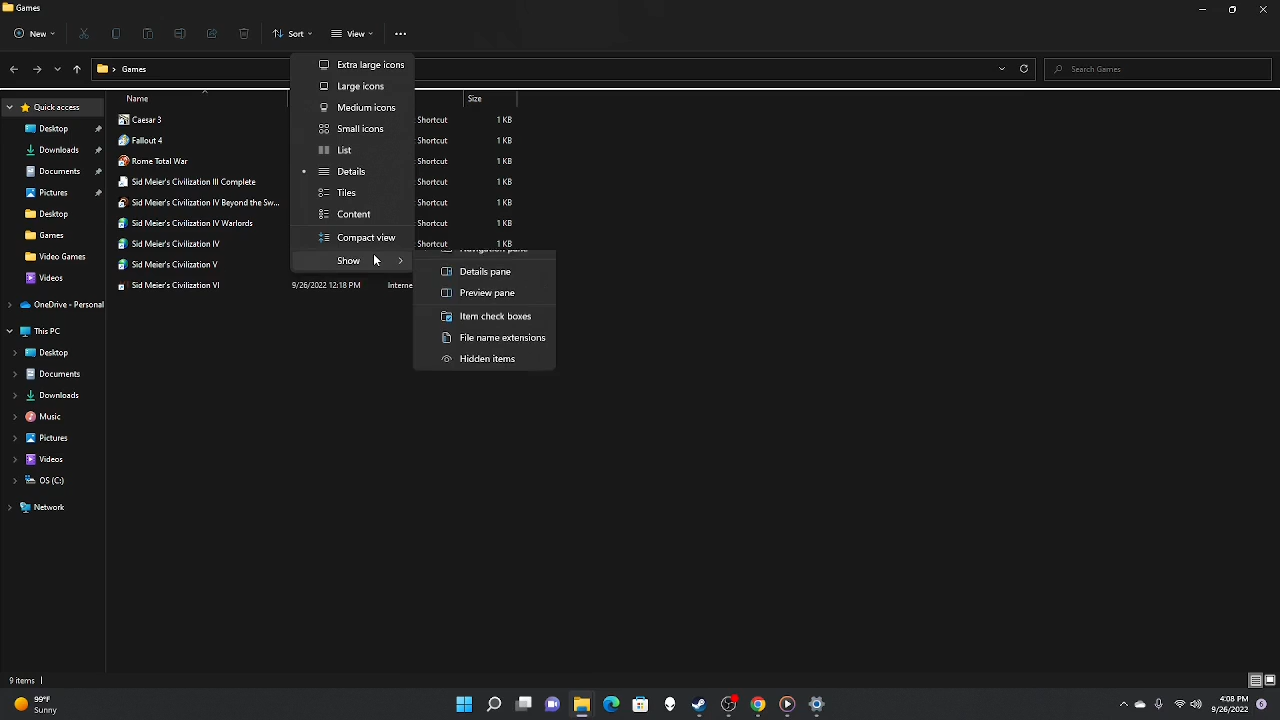 Games
New
Sort
View
Games
Search Games
Name
Size
Quick access
Desktop
Downloads
Documents
Pictures
Desktop
Games
Video Games
Videos
OneDrive - Personal
This PC
Desktop
Documents
Downloads
Music
Pictures
Videos
OS (C:)
Network
Caesar 3
Shortcut 1 KB
Fallout 4
Shortcut 1 KB
Rome Total War
Shortcut 1 KB
Sid Meier's Civilization III Complete
Shortcut 1 KB
Sid Meier's Civilization IV Beyond the Sw...
Shortcut 1 KB
Sid Meier's Civilization IV Warlords
Shortcut 1 KB
Sid Meier's Civilization IV
Shortcut 1 KB
Sid Meier's Civilization V
Sid Meier's Civilization VI
9/26/2022 12:18 PM Interne
Extra large icons
Large icons
Medium icons
Small icons
List
Details
Tiles
Content
Compact view
Show
Navigation pane
Details pane
Preview pane
Item check boxes
File name extensions
Hidden items
9 items
99°F
Sunny
4:08 PM
9/26/2022